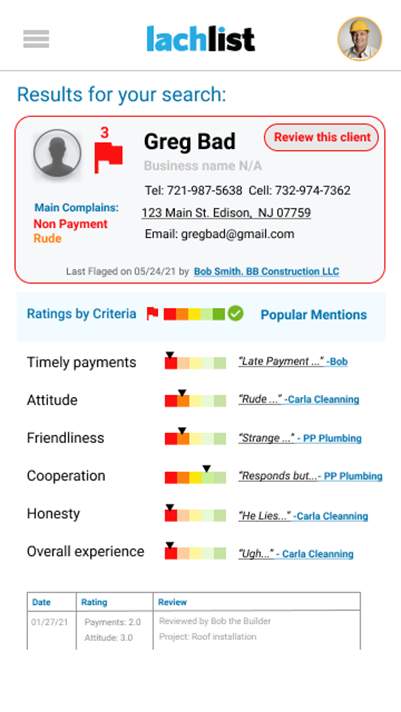 lachlist
Results for your search:
3
Greg Bad
Review this client
Business name N/A
Tel: 721-987-5638 Cell: 732-974-7362
Main Complains:
123 Main St. Edison, NJ 07759
Non Payment
Rude
Email: gregbad@gmail.com
Last Flaged on 05/24/21 by Bob Smith. BB Construction LLC
Ratings by Criteria
Popular Mentions
Timely payments
"Late Payment ..." -Bob
Attitude
"Rude ..." -Carla Cleanning
Friendliness
"Strange ..." - PP Plumbing
Cooperation
"Responds but...- PP Plumbing
Honesty
"He Lies..." -Carla Cleanning
Overall experience
"Ugh..." - Carla Cleanning
Date Rating Review
01/27/21 Payments: 2.0 Reviewed by Bob the Builder
Attitude: 3.0 Project: Roof installation